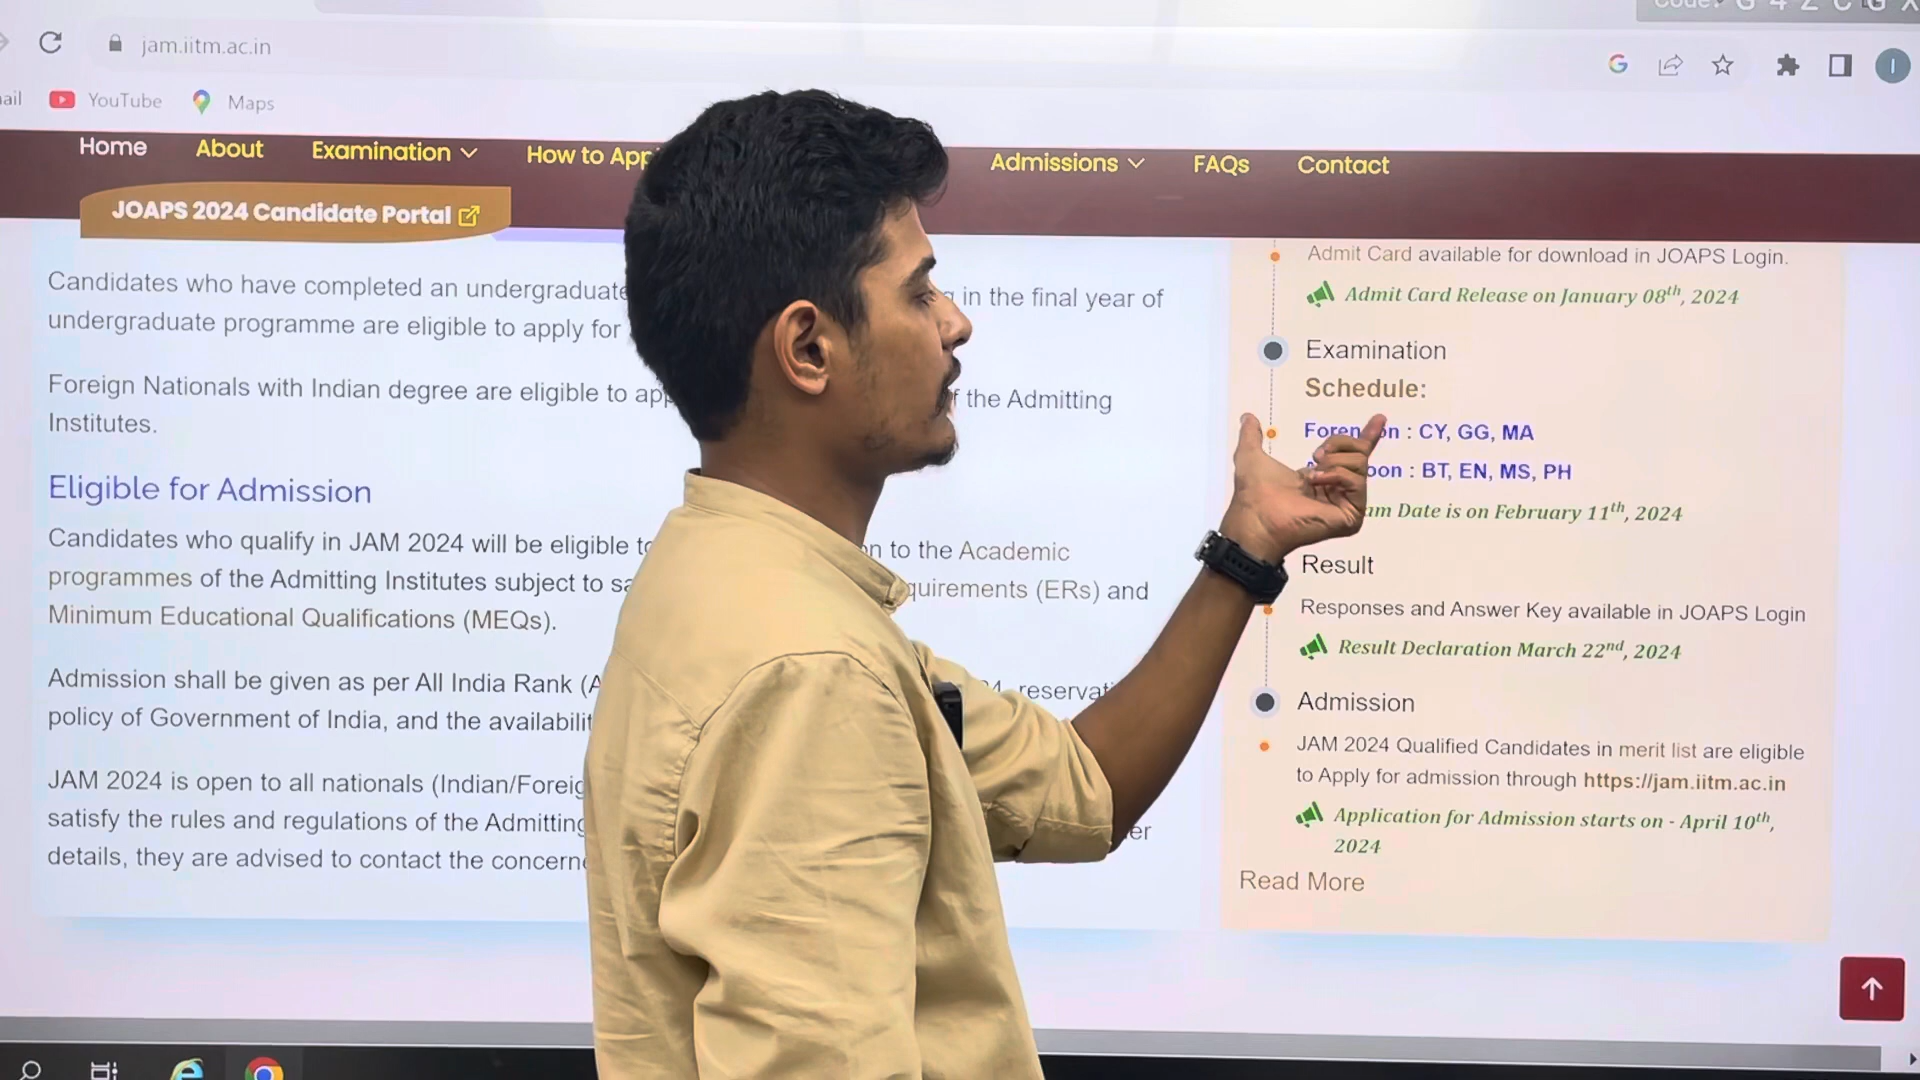 Code: G 4 Z C G X
jam.iitm.ac.in
ail YouTube Maps
Home About Examination How to App Admissions FAQs Contact
JOAPS 2024 Candidate Portal
Candidates who have completed an undergraduate in the final year of
undergraduate programme are eligible to apply for
Foreign Nationals with Indian degree are eligible to app the Admitting
Institutes.
Eligible for Admission
Candidates who qualify in JAM 2024 will be eligible to the Academic
programmes of the Admitting Institutes subject to sa quirements (ERs) and
Minimum Educational Qualifications (MEQs).
Admission shall be given as per All India Rank (A reservat
policy of Government of India, and the availabilit
JAM 2024 is open to all nationals (Indian/Foreig
satisfy the rules and regulations of the Admitting er
details, they are advised to contact the concerne
Admit Card available for download in JOAPS Login.
Admit Card Release on January 08th, 2024
Examination
Schedule:
Foren on : CY, GG, MA
oon : BT, EN, MS, PH
am Date is on February 11th, 2024
Result
Responses and Answer Key available in JOAPS Login
Result Declaration March 22nd, 2024
Admission
JAM 2024 Qualified Candidates in merit list are eligible
to Apply for admission through https://jam.iitm.ac.in
Application for Admission starts on - April 10th,
2024
Read More